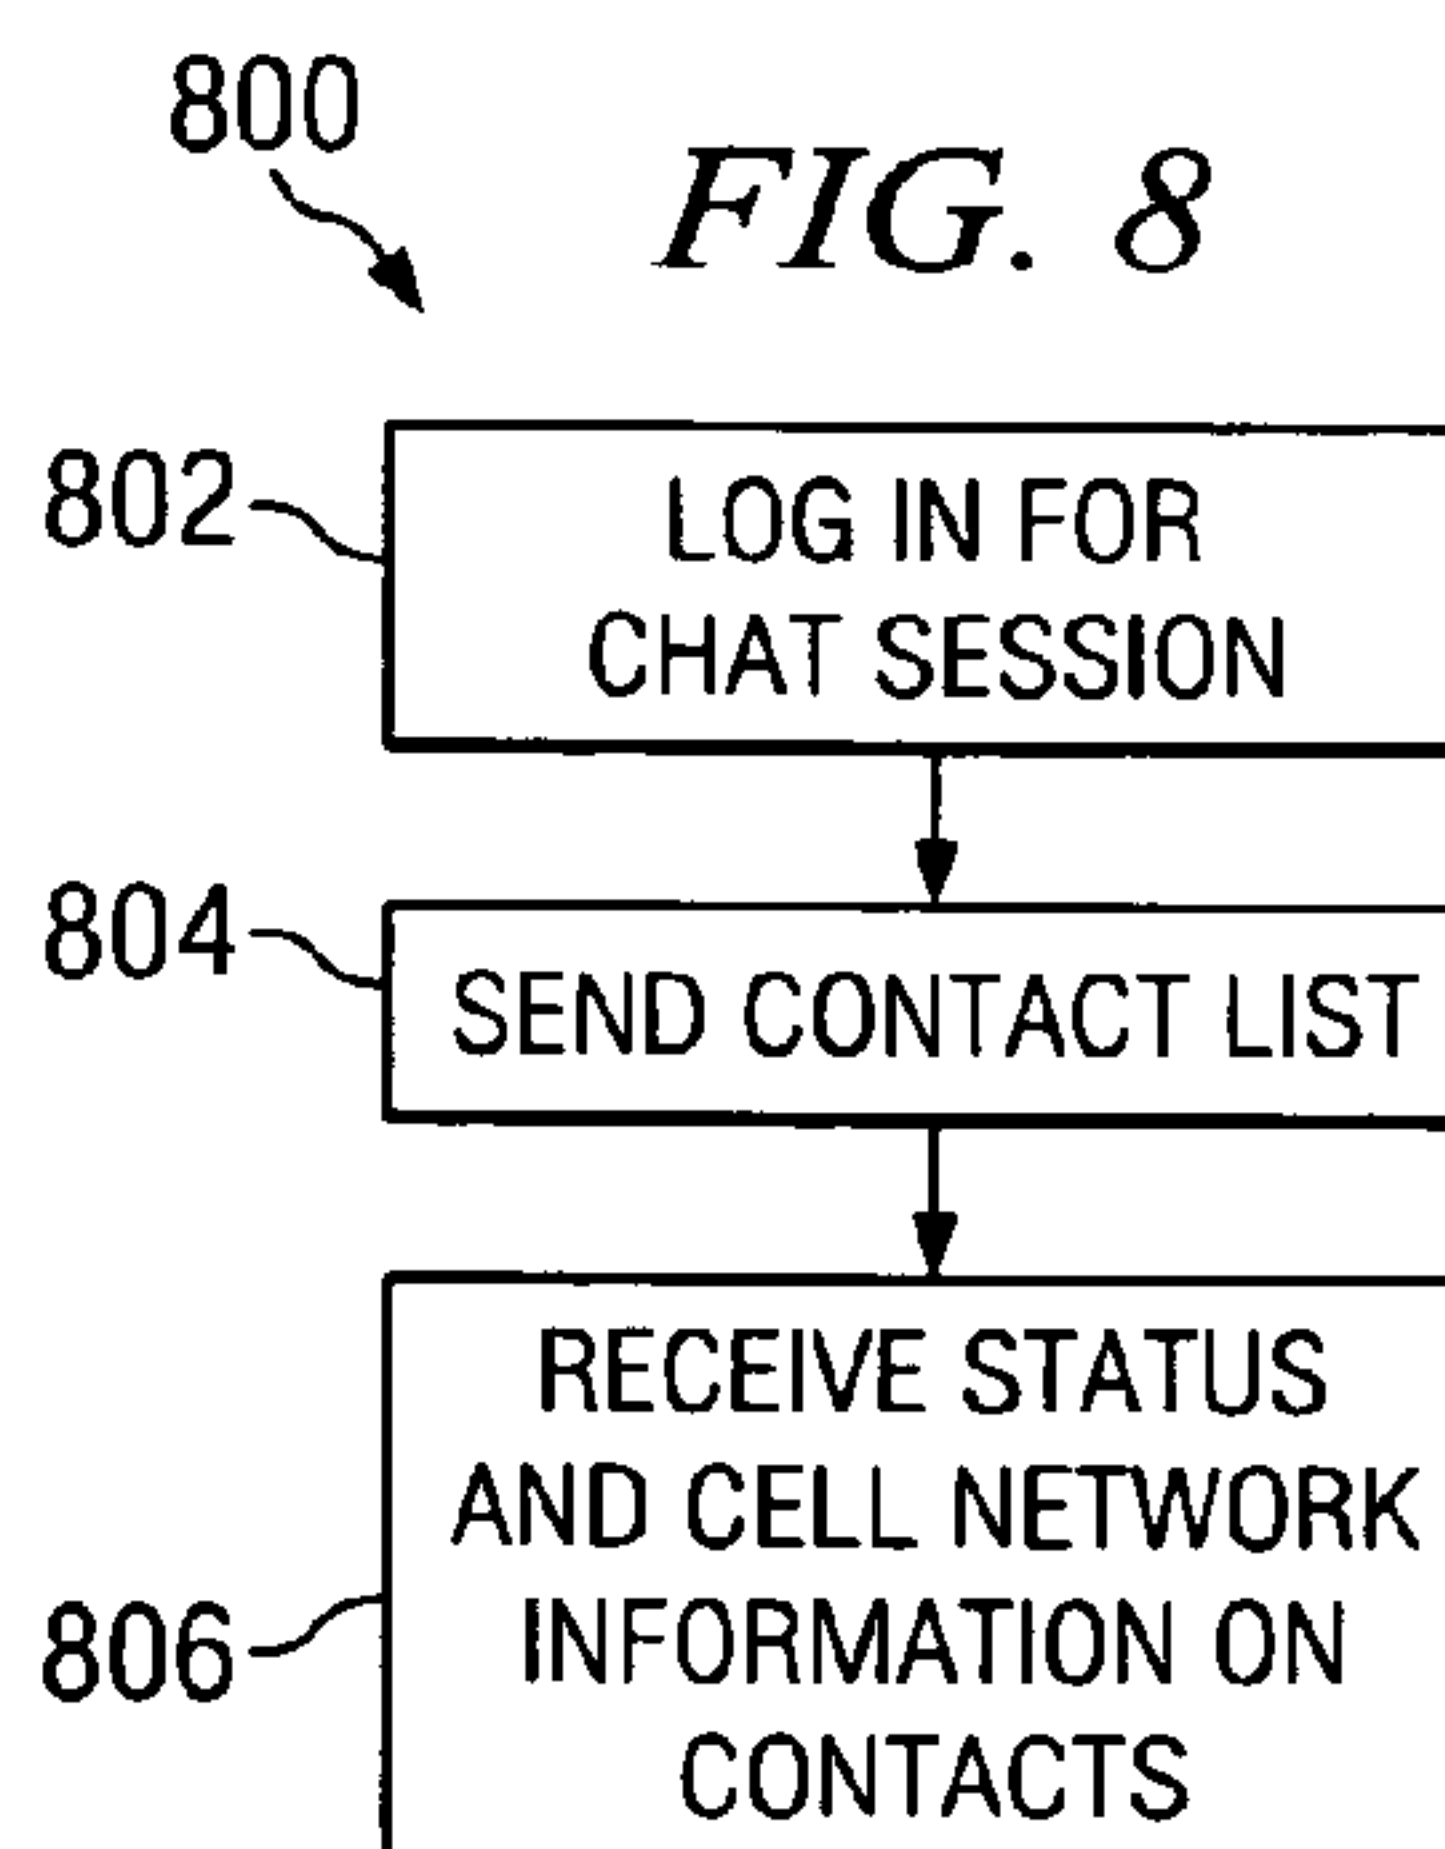 800
FIG. 8
802
LOG IN FOR
CHAT SESSION
804
SEND CONTACT LIST
RECEIVE STATUS
AND CELL NETWORK
806
INFORMATION ON
CONTACTS